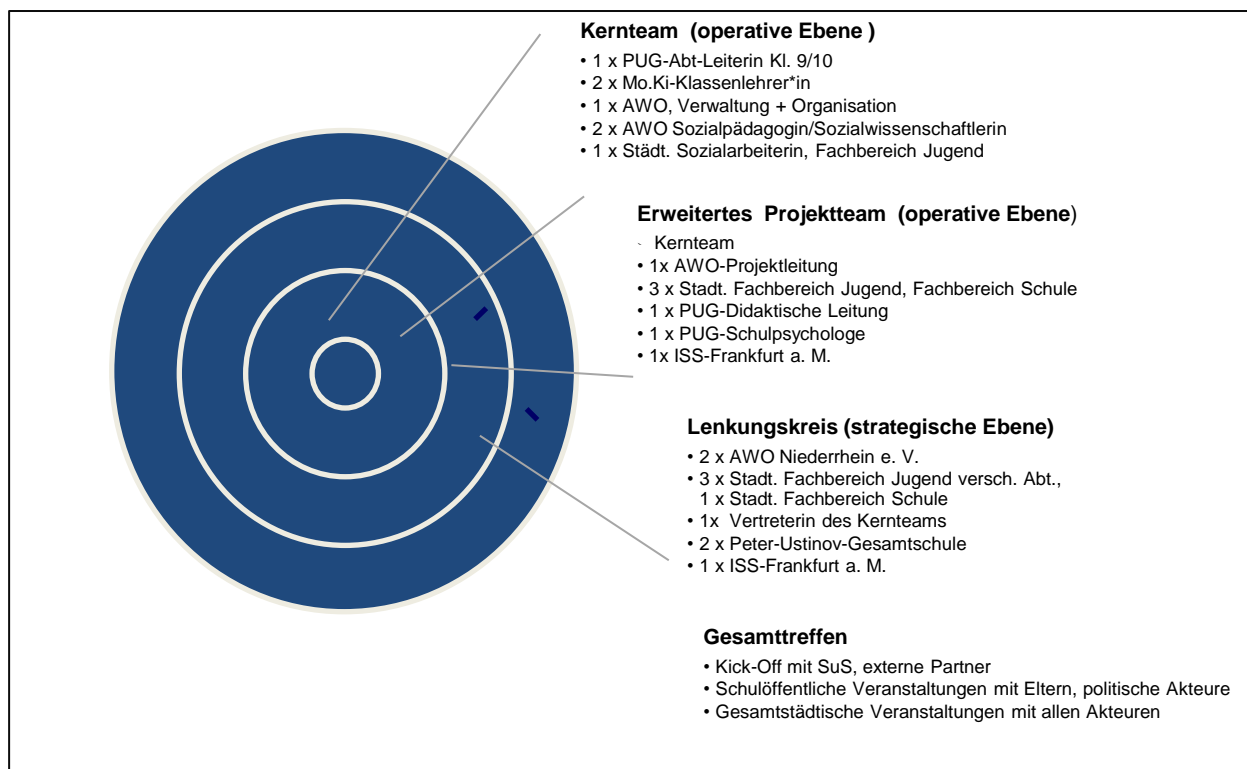 Kernteam (operative Ebene )
• 1 x PUG-Abt-Leiterin Kl. 9/10
• 2 x Mo.Ki-Klassenlehrer*in
• 1 x AWO, Verwaltung + Organisation
• 2 x AWO Sozialpädagogin/Sozialwissenschaftlerin
• 1 x Städt. Sozialarbeiterin, Fachbereich Jugend
Erweitertes Projektteam (operative Ebene)
Kernteam
• 1x AWO-Projektleitung
• 3 x Stadt. Fachbereich Jugend, Fachbereich Schule
• 1 x PUG-Didaktische Leitung
• 1 x PUG-Schulpsychologe
• 1x ISS-Frankfurt a. M.
Lenkungskreis (strategische Ebene)
• 2 x AWO Niederrhein e. V.
• 3 x Stadt. Fachbereich Jugend versch. Abt.,
1 x Stadt. Fachbereich Schule
• 1x Vertreterin des Kernteams
• 2 x Peter-Ustinov-Gesamtschule
• 1 x ISS-Frankfurt a. M.
Gesamttreffen
• Kick-Off mit SuS, externe Partner
• Schulöffentliche Veranstaltungen mit Eltern, politische Akteure
• Gesamtstädtische Veranstaltungen mit allen Akteuren